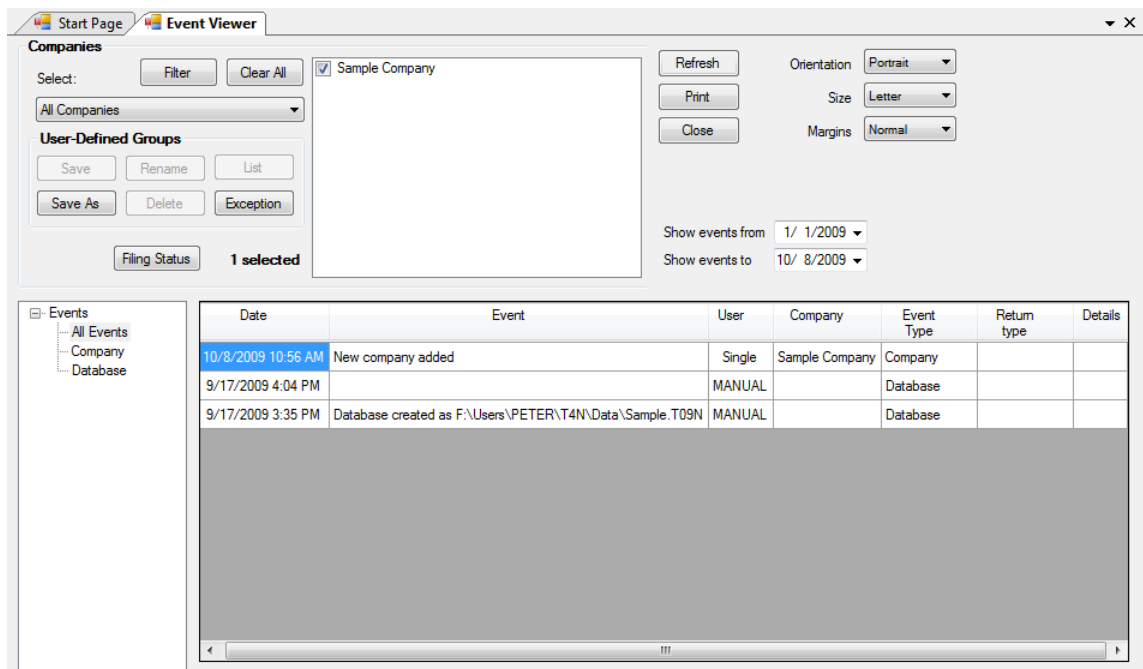 Start Page Event Viewer
Companies
Select: Filter Clear All
All Companies
User-Defined Groups
Save Rename List
Save As Delete Exception
Filing Status 1 selected
Sample Company
Refresh Orientation Portrait
Print Size Letter
Close Margins Normal
Show events from 1/ 1/2009
Show events to 10/ 8/2009
Events
All Events
Company
Database
Date Event User Company Event Type Return type Details
10/8/2009 10:56 AM New company added Single Sample Company Company
9/17/2009 4:04 PM MANUAL Database
9/17/2009 3:35 PM Database created as F:\Users\PETER\T4N\Data\Sample.T09N MANUAL Database